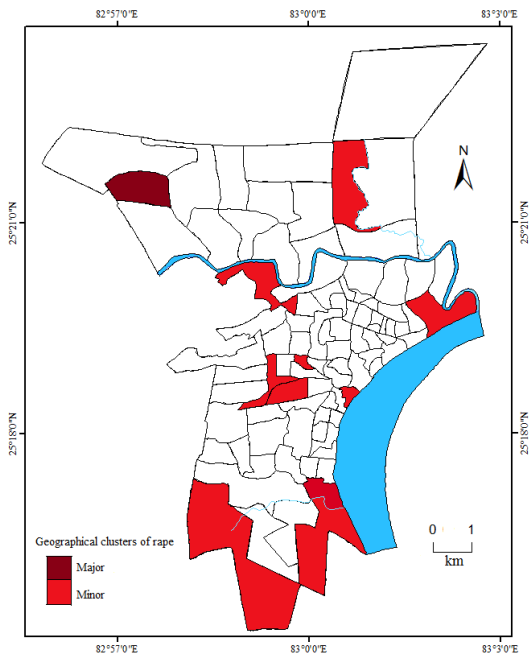 82°57'0"E 83°0'0"E 83°3'0"E
N
25°21'0"N 25°21'0"N
25°18'0"N 25°18'0"N
0 1
km
Geographical clusters of rape
Major
Minor
82°57'0"E 83°0'0"E 83°3'0"E